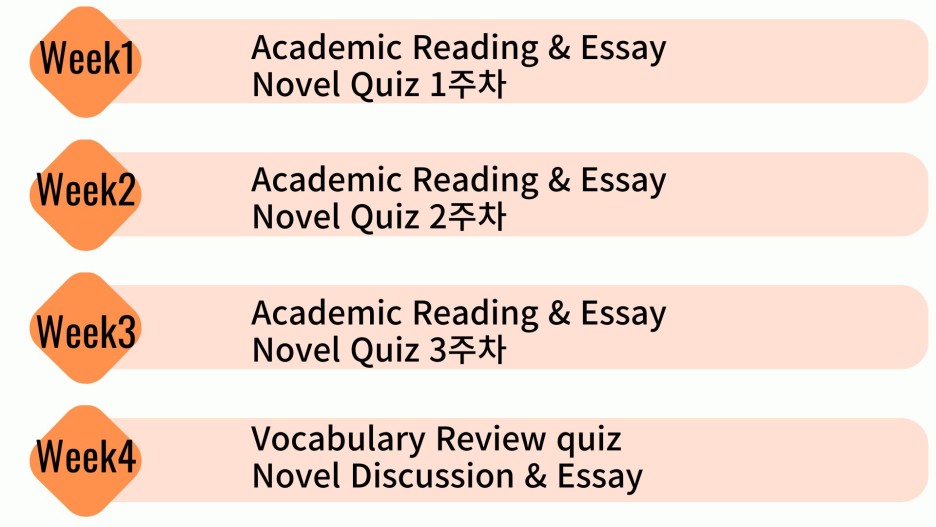 Week1
Academic Reading & Essay
Novel Quiz 1주차
Week2
Academic Reading & Essay
Novel Quiz 2주차
Week3
Academic Reading & Essay
Novel Quiz 3주차
Week4
Vocabulary Review quiz
Novel Discussion & Essay